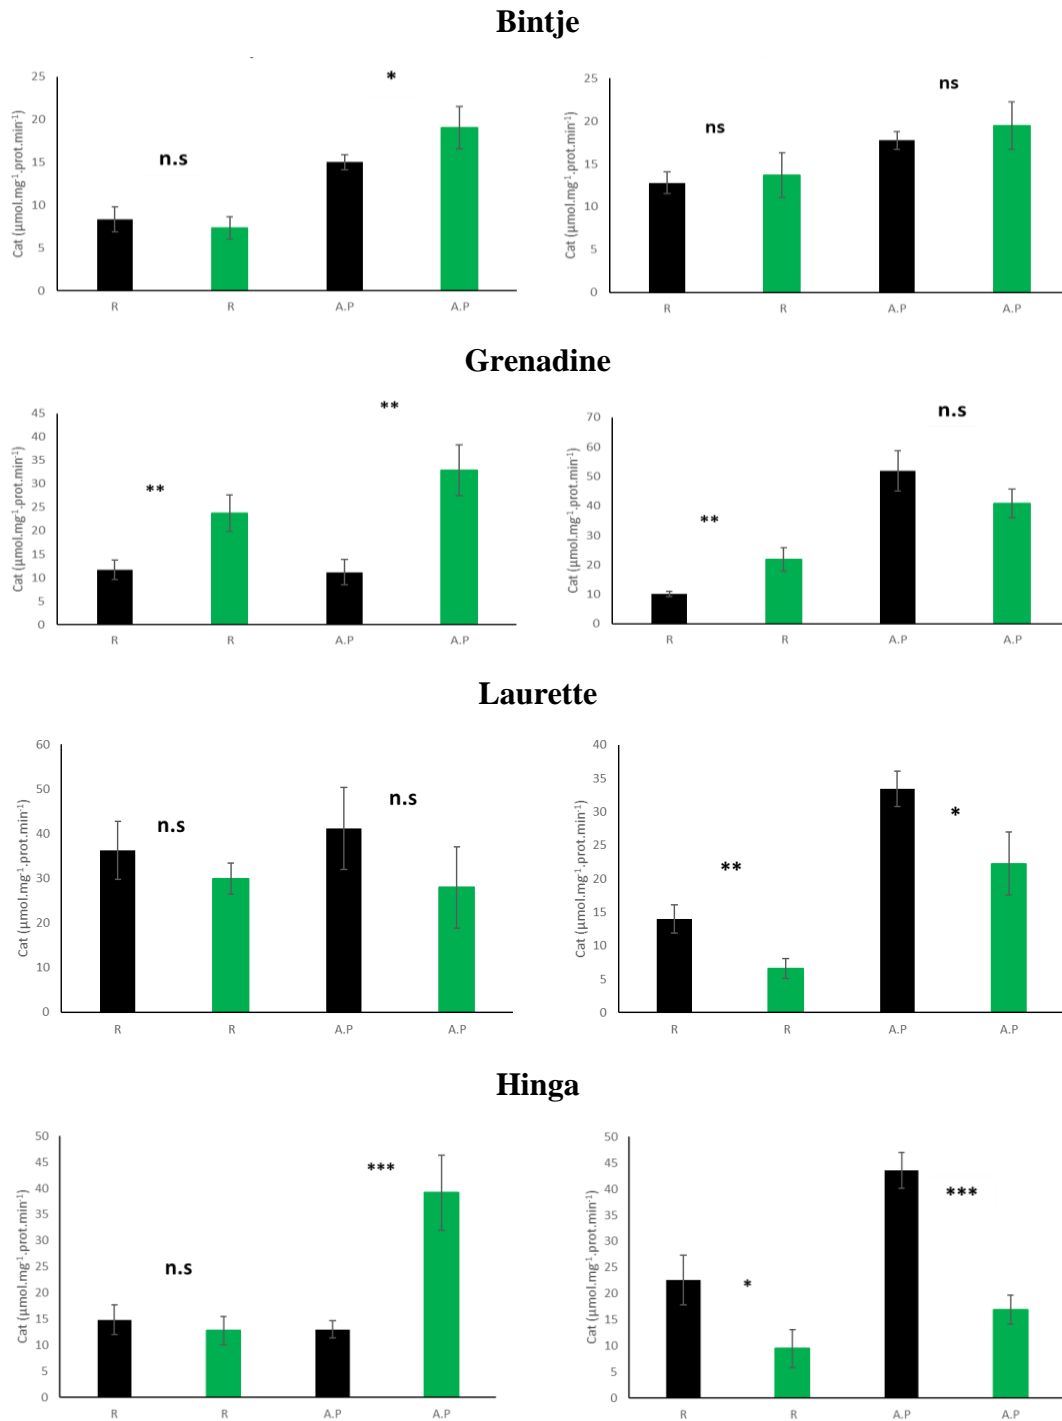 Bintje
Cat (µmol.mg⁻¹.prot.min⁻¹)
25
20
15
10
5
0
n.s
*
R
R
A.P
A.P
Cat (µmol.mg⁻¹.prot.min⁻¹)
25
20
15
10
5
0
ns
ns
R
R
A.P
A.P
Grenadine
Cat (µmol.mg⁻¹.prot.min⁻¹)
45
40
35
30
25
20
15
10
5
0
**
**
R
R
A.P
A.P
Cat (µmol.mg⁻¹.prot.min⁻¹)
70
60
50
40
30
20
10
0
**
n.s
R
R
A.P
A.P
Laurette
Cat (µmol.mg⁻¹.prot.min⁻¹)
60
50
40
30
20
10
0
n.s
n.s
R
R
A.P
A.P
Cat (µmol.mg⁻¹.prot.min⁻¹)
40
35
30
25
20
15
10
5
0
**
*
R
R
A.P
A.P
Hinga
Cat (µmol.mg⁻¹.prot.min⁻¹)
50
45
40
35
30
25
20
15
10
5
0
n.s
***
R
R
A.P
A.P
Cat (µmol.mg⁻¹.prot.min⁻¹)
50
45
40
35
30
25
20
15
10
5
0
*
***
R
R
A.P
A.P